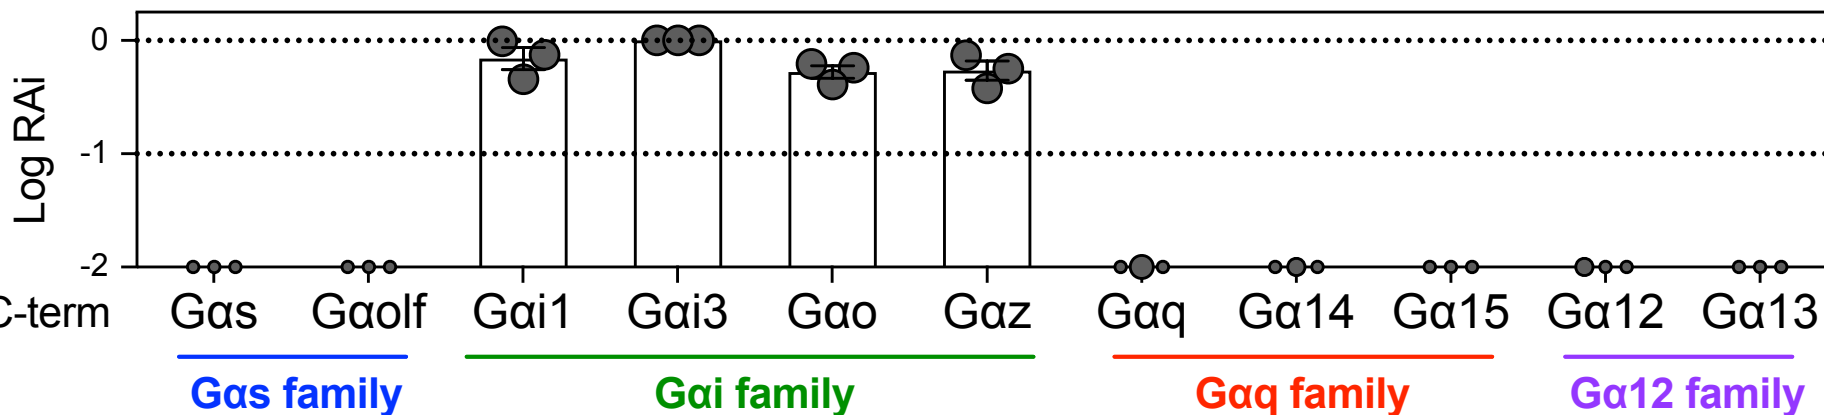 Log RAi
0
-1
-2
C-term Gαs Gαolf Gαi1 Gαi3 Gαo Gαz Gαq Gα14 Gα15 Gα12 Gα13
Gαs family Gαi family Gαq family Gα12 family